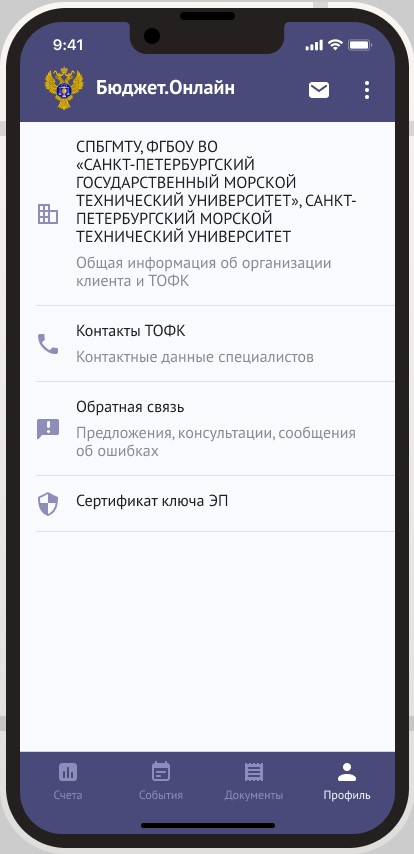 9:41
Бюджет.Онлайн
СПБГМТУ, ФГБОУ ВО
«САНКТ-ПЕТЕРБУРГСКИЙ
ГОСУДАРСТВЕННЫЙ МОРСКОЙ
ТЕХНИЧЕСКИЙ УНИВЕРСИТЕТ», САНКТ-
ПЕТЕРБУРГСКИЙ МОРСКОЙ
ТЕХНИЧЕСКИЙ УНИВЕРСИТЕТ
Общая информация об организации
клиента и ТОФК
Контакты ТОФК
Контактные данные специалистов
Обратная связь
Предложения, консультации, сообщения
об ошибках
Сертификат ключа ЭП
Счета
События
Документы
Профиль